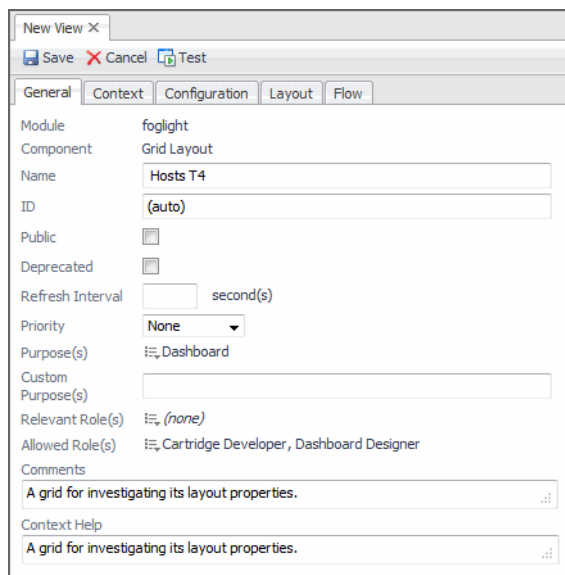 New View
Save Cancel Test
General Context Configuration Layout Flow
Module foglight
Component Grid Layout
Name Hosts T4
ID (auto)
Public
Deprecated
Refresh Interval second(s)
Priority None
Purpose(s) Dashboard
Custom
Purpose(s)
Relevant Role(s) (none)
Allowed Role(s) Cartridge Developer, Dashboard Designer
Comments
A grid for investigating its layout properties.
Context Help
A grid for investigating its layout properties.